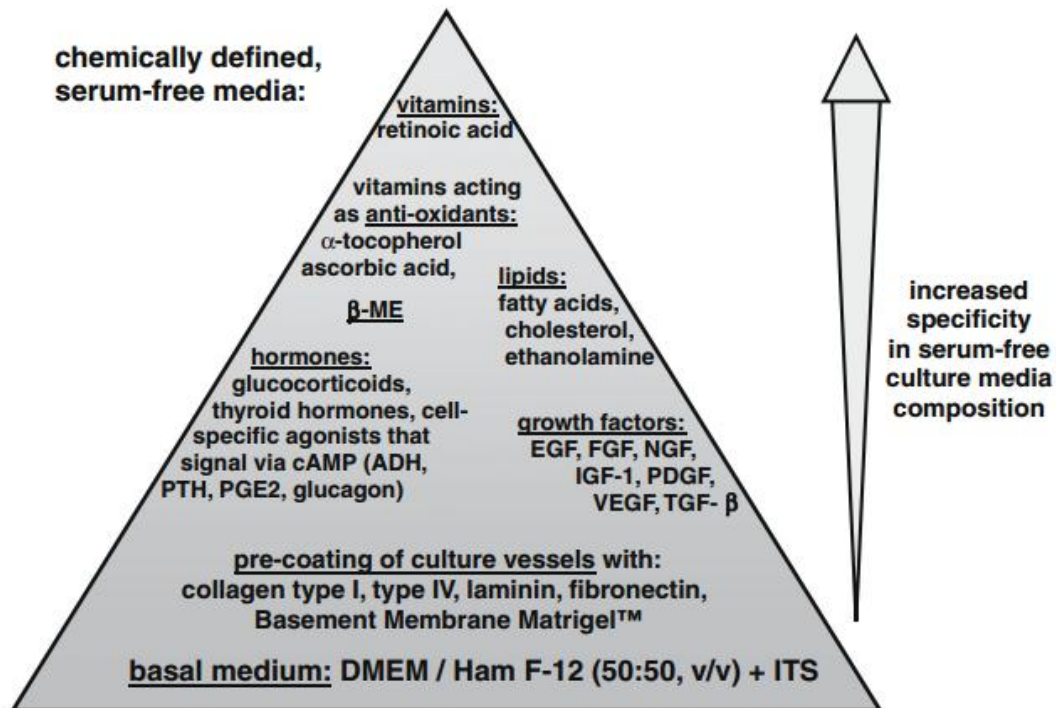 chemically defined,
serum-free media:
vitamins:
retinoic acid
vitamins acting
as anti-oxidants:
α-tocopherol
ascorbic acid,
β-ME
lipids:
fatty acids,
cholesterol,
ethanolamine
hormones:
glucocorticoids,
thyroid hormones, cell-
specific agonists that
signal via cAMP (ADH,
PTH, PGE2, glucagon)
growth factors:
EGF, FGF, NGF,
IGF-1, PDGF,
VEGF, TGF- β
pre-coating of culture vessels with:
collagen type I, type IV, laminin, fibronectin,
Basement Membrane Matrigel™
basal medium: DMEM / Ham F-12 (50:50, v/v) + ITS
increased
specificity
in serum-free
culture media
composition